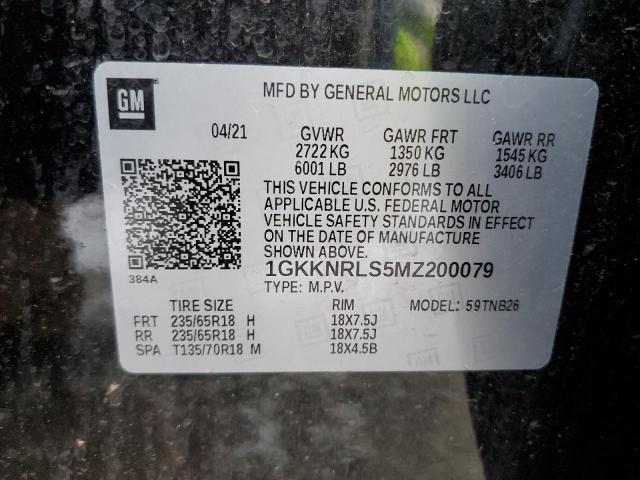 GM
MFD BY GENERAL MOTORS LLC
04/21 GVWR GAWR FRT GAWR RR
2722 KG 1350 KG 1545 KG
6001 LB 2976 LB 3406 LB
THIS VEHICLE CONFORMS TO ALL
APPLICABLE U.S. FEDERAL MOTOR
VEHICLE SAFETY STANDARDS IN EFFECT
ON THE DATE OF MANUFACTURE
SHOWN ABOVE.
1GKKNRLS5MZ200079
384A
TYPE: M.P.V.
TIRE SIZE RIM MODEL: 59TNB26
FRT 235/65R18 H 18X7.5J
RR 235/65R18 H 18X7.5J
SPA T135/70R18 M 18X4.5B